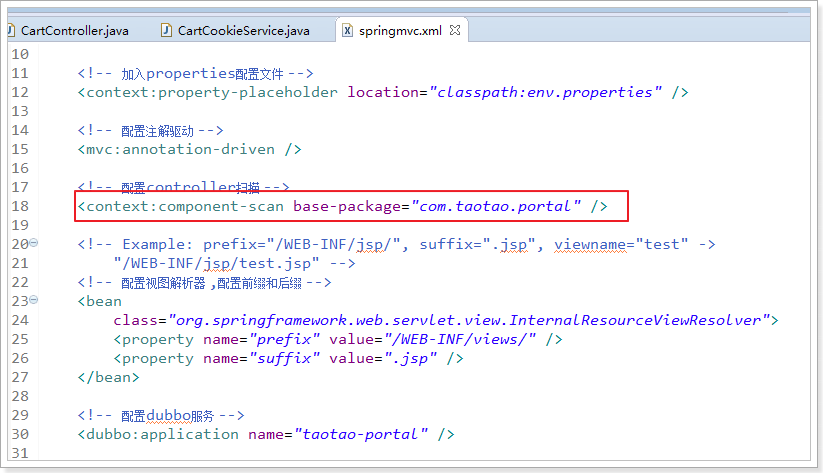 CartController.java CartCookieService.java springmvc.xml
10
11 <!-- 加入properties配置文件 -->
12 <context:property-placeholder location="classpath:env.properties" />
13
14 <!-- 配置注解驱动 -->
15 <mvc:annotation-driven />
16
17 <!-- 配置controller扫描 -->
18 <context:component-scan base-package="com.taotao.portal" />
19
20 <!-- Example: prefix="/WEB-INF/jsp/", suffix=".jsp", viewname="test" ->
21 "/WEB-INF/jsp/test.jsp" -->
22 <!-- 配置视图解析器 ,配置前缀和后缀 -->
23 <bean
24 class="org.springframework.web.servlet.view.InternalResourceViewResolver">
25 <property name="prefix" value="/WEB-INF/views/" />
26 <property name="suffix" value=".jsp" />
27 </bean>
28
29 <!-- 配置dubbo服务 -->
30 <dubbo:application name="taotao-portal" />
31